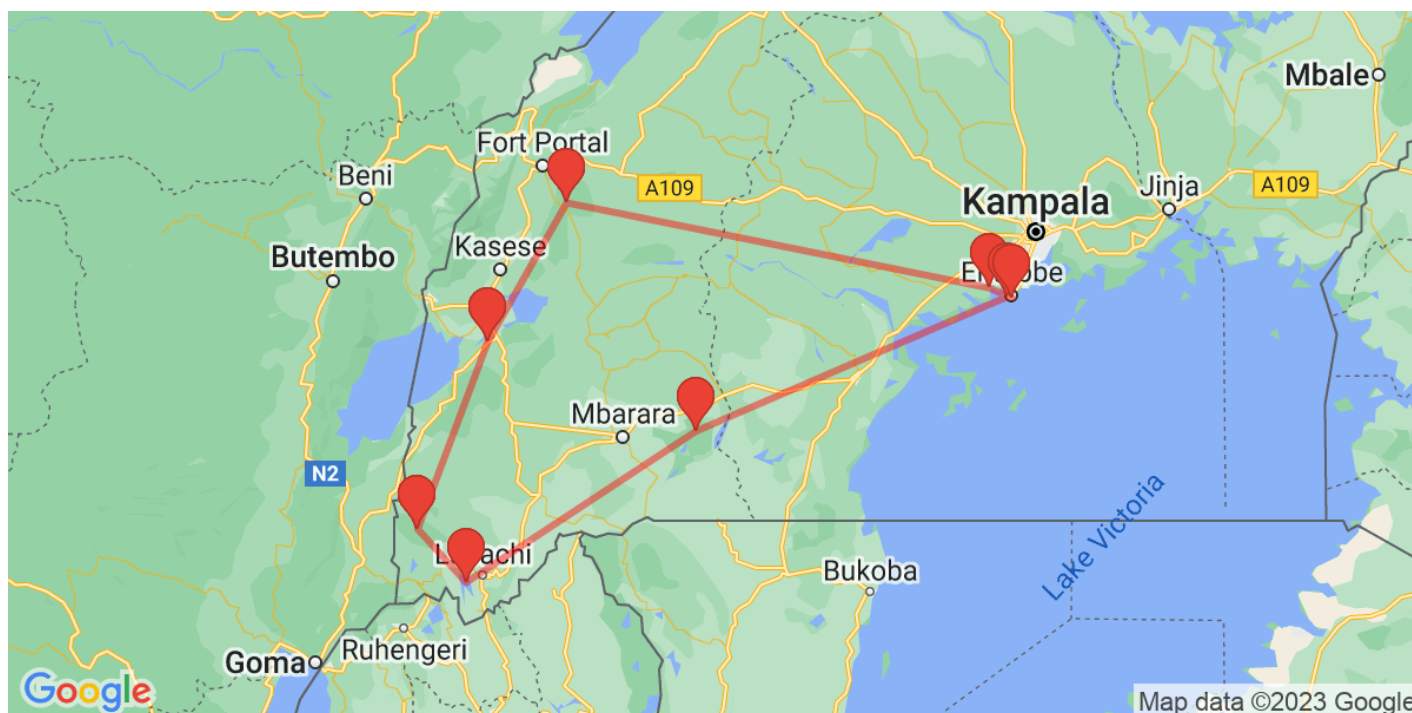 Mbale
Fort Portal
Beni
A109
Jinja
A109
Kampala
Kasese
Butembo
Mbarara
N2
Lake Victoria
Bukoba
Ruhengeri
Goma
Google
Map data ©2023 Google